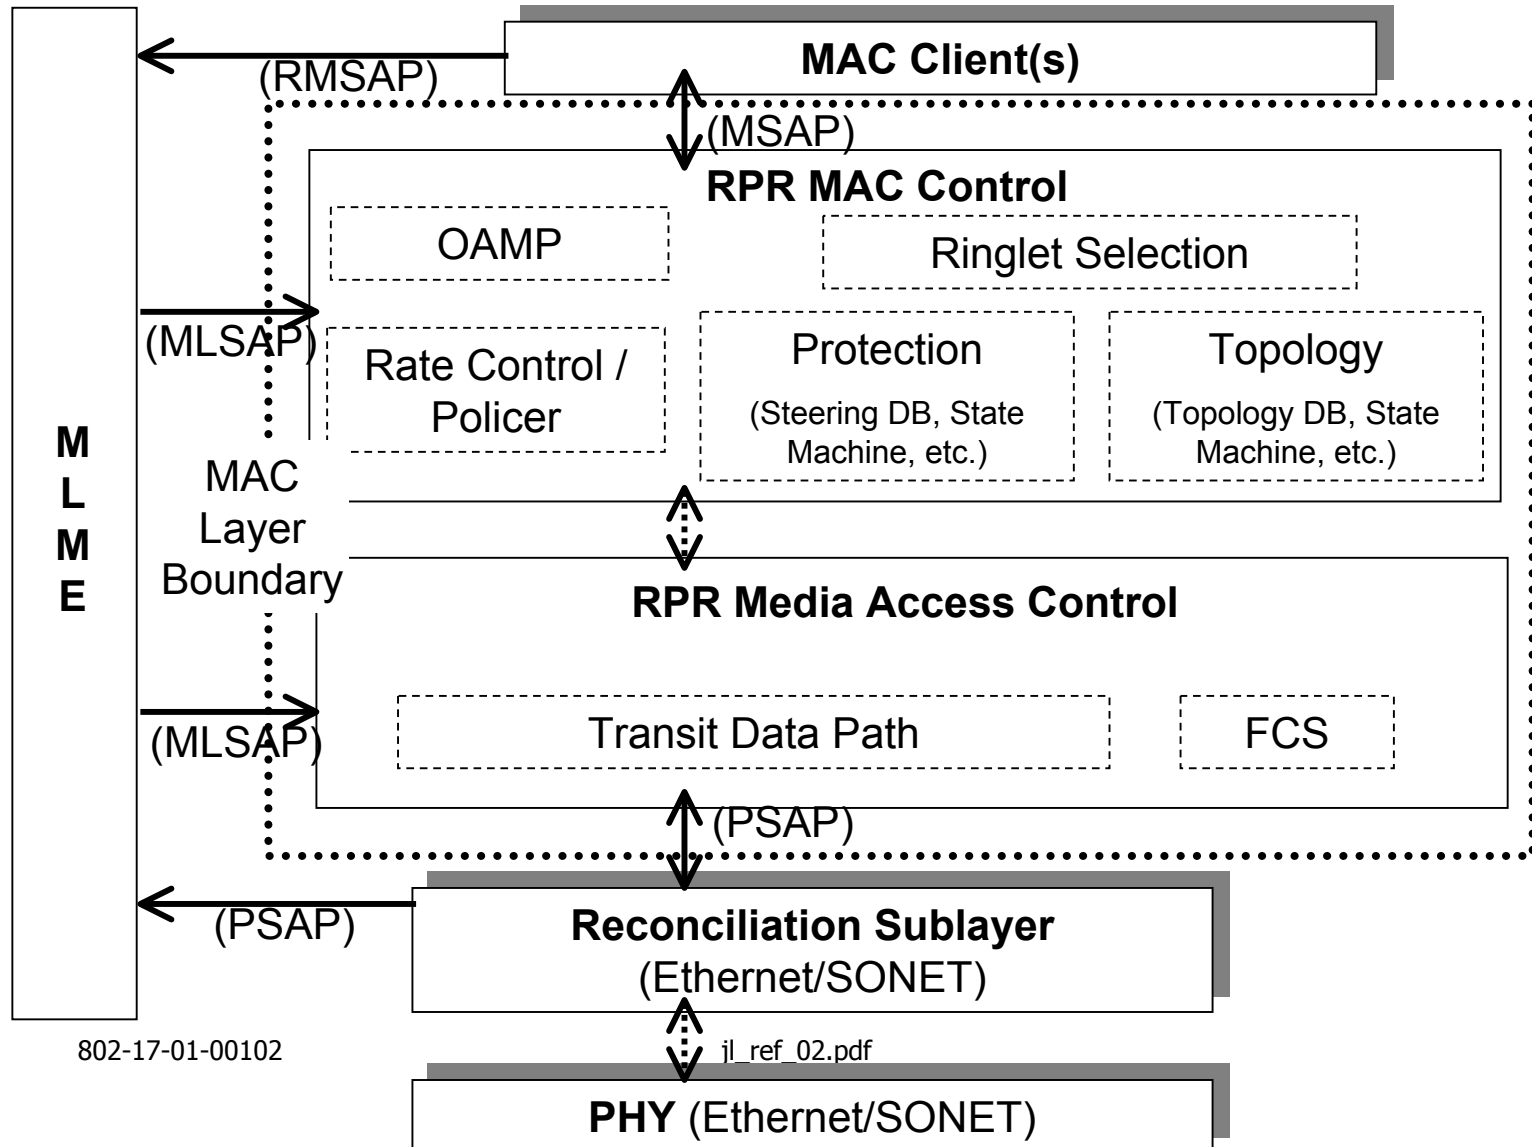 MAC Client(s)
(RMSAP)
(MSAP)
RPR MAC Control
OAMP
Ringlet Selection
(MLSAP)
Rate Control /
Policer
Protection
(Steering DB, State
Machine, etc.)
Topology
(Topology DB, State
Machine, etc.)
M
L
M
E
MAC
Layer
Boundary
RPR Media Access Control
(MLSAP)
Transit Data Path
FCS
(PSAP)
(PSAP)
Reconciliation Sublayer
(Ethernet/SONET)
802-17-01-00102
jl_ref_02.pdf
PHY (Ethernet/SONET)